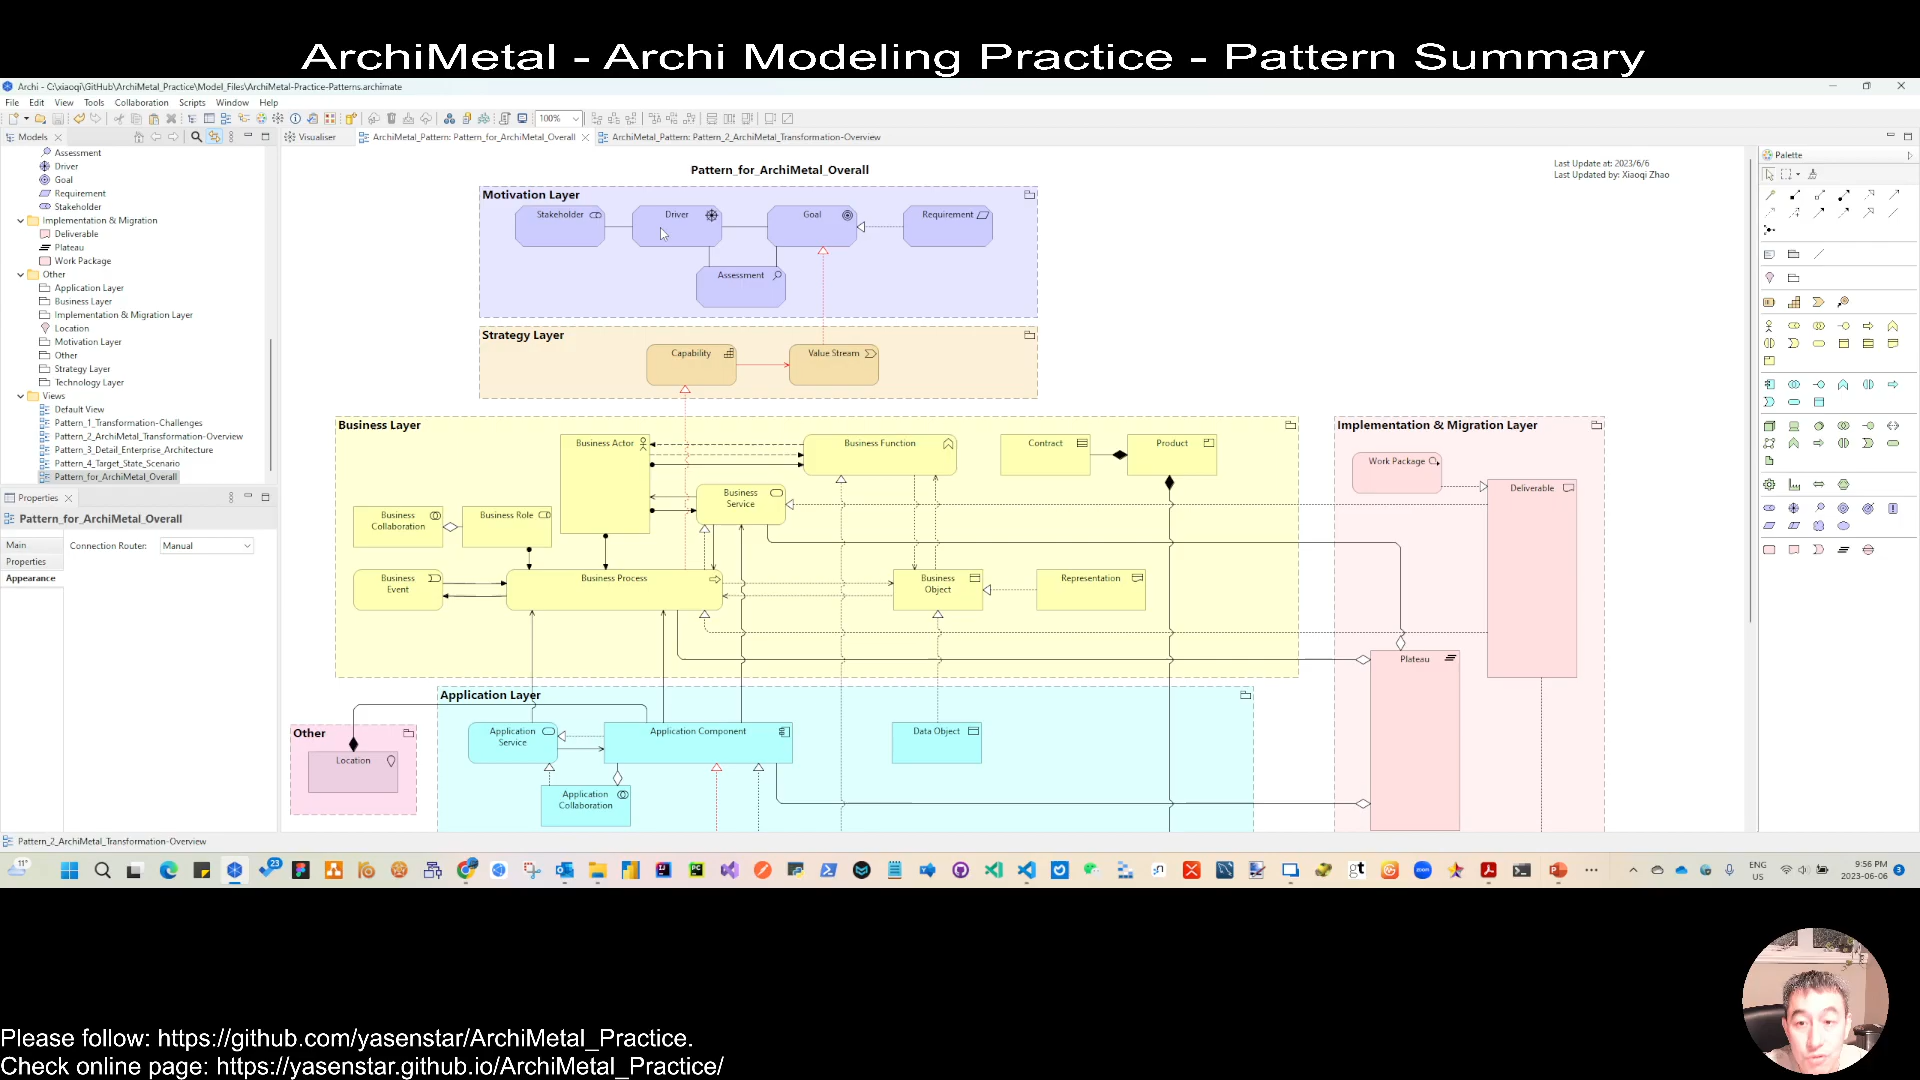 ArchiMetal - Archi Modeling Practice - Pattern Summary
Archi - C:\xiaoqi\GitHub\ArchiMetal_Practice\Model_Files\ArchiMetal-Practice-Patterns.archimate
File Edit View Tools Collaboration Scripts Window Help
100%
Models
Visualiser
ArchiMetal_Pattern: Pattern_for_ArchiMetal_Overall
ArchiMetal_Pattern: Pattern_2_ArchiMetal_Transformation-Overview
Assessment
Driver
Goal
Requirement
Stakeholder
Implementation & Migration
Deliverable
Plateau
Work Package
Other
Application Layer
Business Layer
Implementation & Migration Layer
Location
Motivation Layer
Other
Strategy Layer
Technology Layer
Views
Default View
Pattern_1_Transformation-Challenges
Pattern_2_ArchiMetal_Transformation-Overview
Pattern_3_Detail_Enterprise_Architecture
Pattern_4_Target_State_Scenario
Pattern_for_ArchiMetal_Overall
Properties
Pattern_for_ArchiMetal_Overall
Main
Properties
Appearance
Connection Router: Manual
Pattern_for_ArchiMetal_Overall
Last Update at: 2023/6/6
Last Updated by: Xiaoqi Zhao
Motivation Layer
Stakeholder
Driver
Goal
Requirement
Assessment
Strategy Layer
Capability
Value Stream
Business Layer
Business Actor
Business Function
Contract
Product
Business
Service
Business
Collaboration
Business Role
Business
Event
Business Process
Business
Object
Representation
Implementation & Migration Layer
Work Package
Deliverable
Plateau
Application Layer
Application
Service
Application Component
Data Object
Application
Collaboration
Other
Location
Palette
Pattern_2_ArchiMetal_Transformation-Overview
11°
23
gt
zoom
ENG
US
9:56 PM
2023-06-06
3
Please follow: https://github.com/yasenstar/ArchiMetal_Practice.
Check online page: https://yasenstar.github.io/ArchiMetal_Practice/